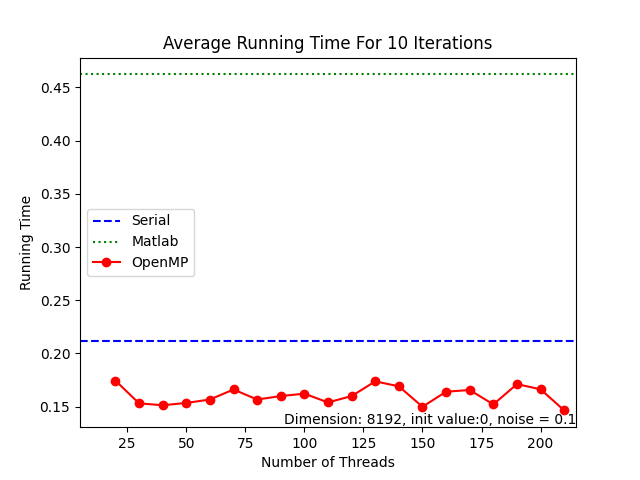 Average Running Time For 10 Iterations
0.45
0.40
0.35
0.30
0.25
0.20
0.15
Running Time
Serial
Matlab
OpenMP
Dimension: 8192, init value:0, noise = 0.1
25 50 75 100 125 150 175 200
Number of Threads